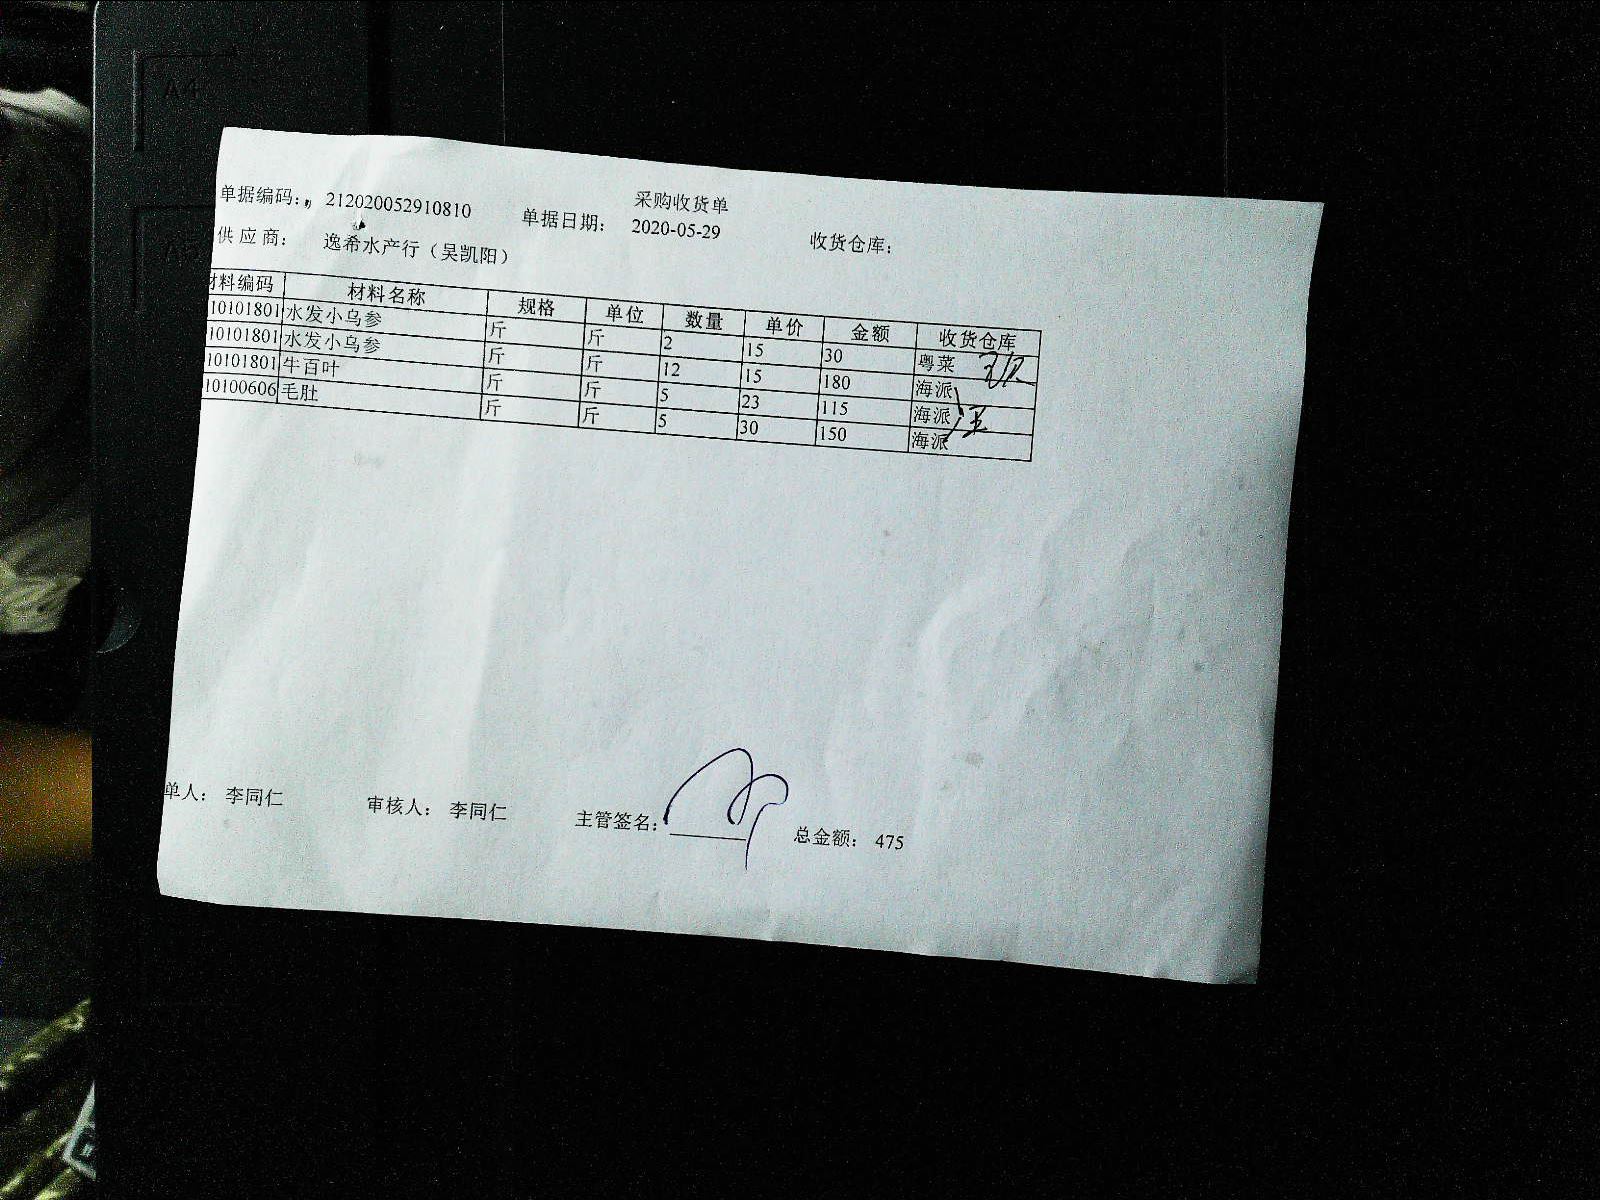 采购收货单
单据编码： 212020052910810 单据日期： 2020-05-29 收货仓库：
供应商： 逸希水产行（吴凯阳）
材料编码 材料名称 规格 单位 数量 单价 金额 收货仓库
10101801 水发小乌参 斤 斤 2 15 30 粤菜
10101801 水发小乌参 斤 斤 12 15 180 海派
10101801 牛百叶 斤 斤 5 23 115 海派
10100606 毛肚 斤 斤 5 30 150 海派
单人： 李同仁 审核人： 李同仁 主管签名： 总金额： 475